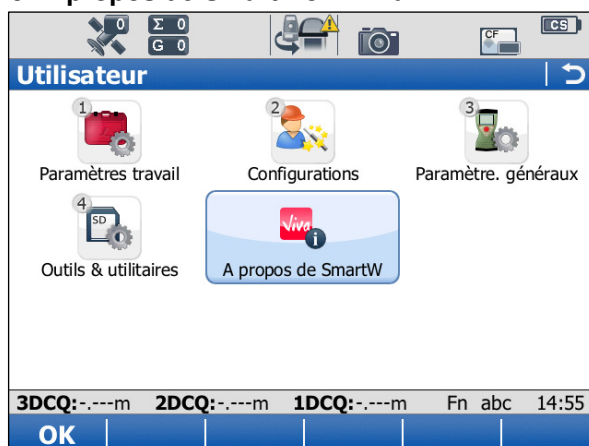 0 Σ 0 CF CS
G 0
Utilisateur
1 2 3
Paramètres travail Configurations Paramètre. généraux
4
SD Viva
Outils & utilitaires A propos de SmartW
3DCQ:-.---m 2DCQ:-.---m 1DCQ:-.---m Fn abc 14:55
OK